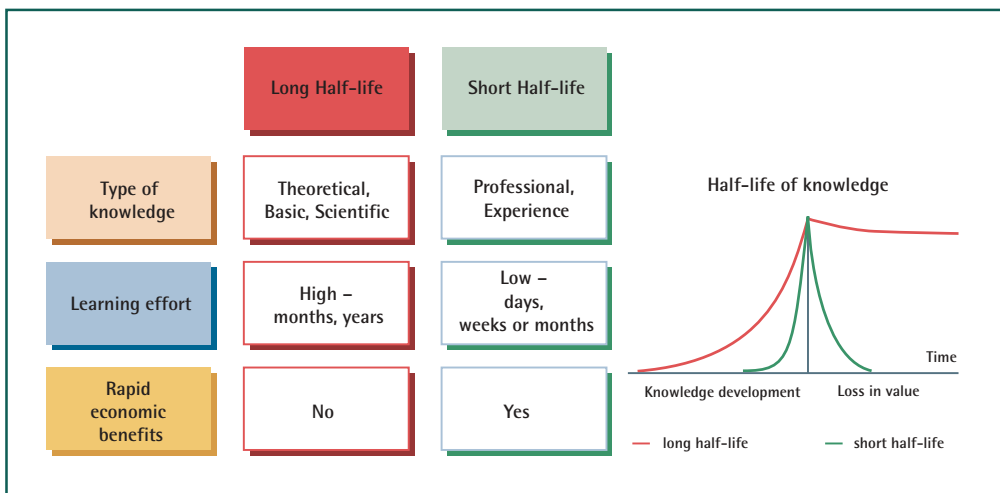 Long Half-life
Short Half-life
Type of
knowledge
Theoretical,
Basic, Scientific
Professional,
Experience
Learning effort
High –
months, years
Low –
days,
weeks or months
Rapid
economic
benefits
No
Yes
Half-life of knowledge
Time
Knowledge development
Loss in value
long half-life
short half-life